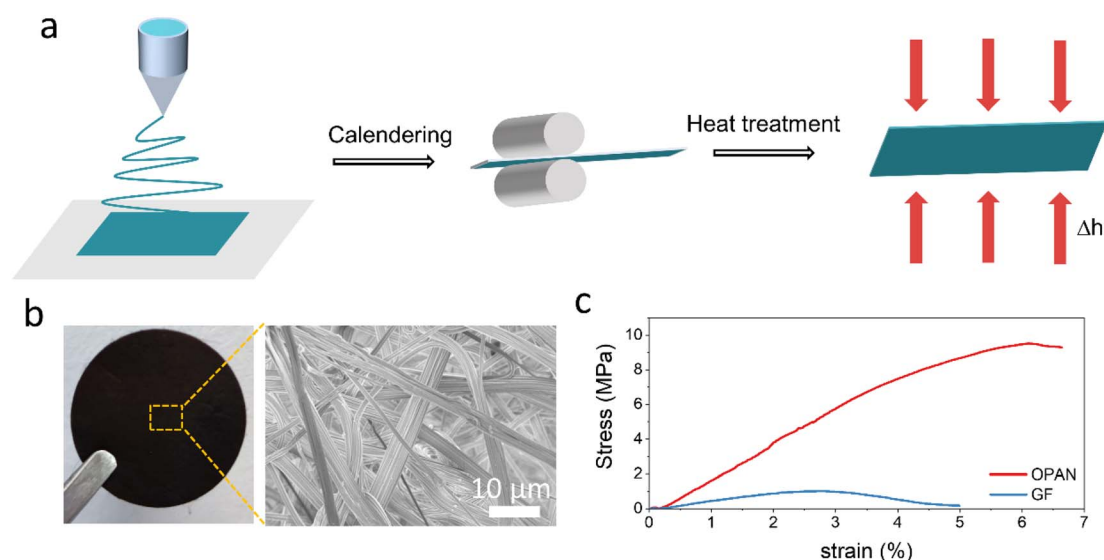 a
Calendering
Heat treatment
Δh
b
10 μm
c
Stress (MPa)
10
8
6
4
2
0
0 1 2 3 4 5 6 7
strain (%)
OPAN
GF